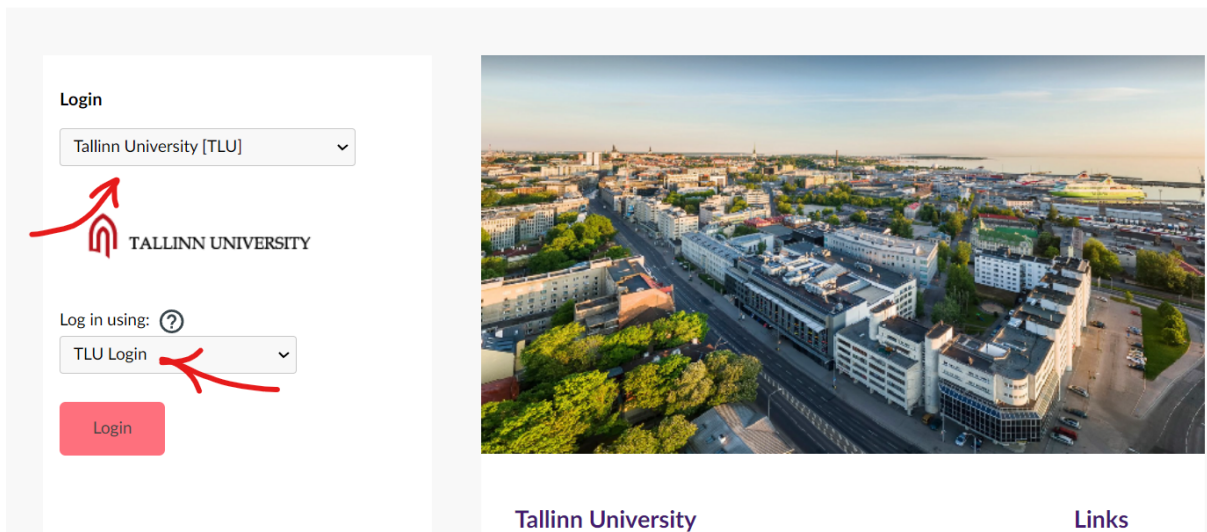 Login
Tallinn University [TLU]
TALLINN UNIVERSITY
Log in using: ?
TLU Login
Login
Tallinn University
Links